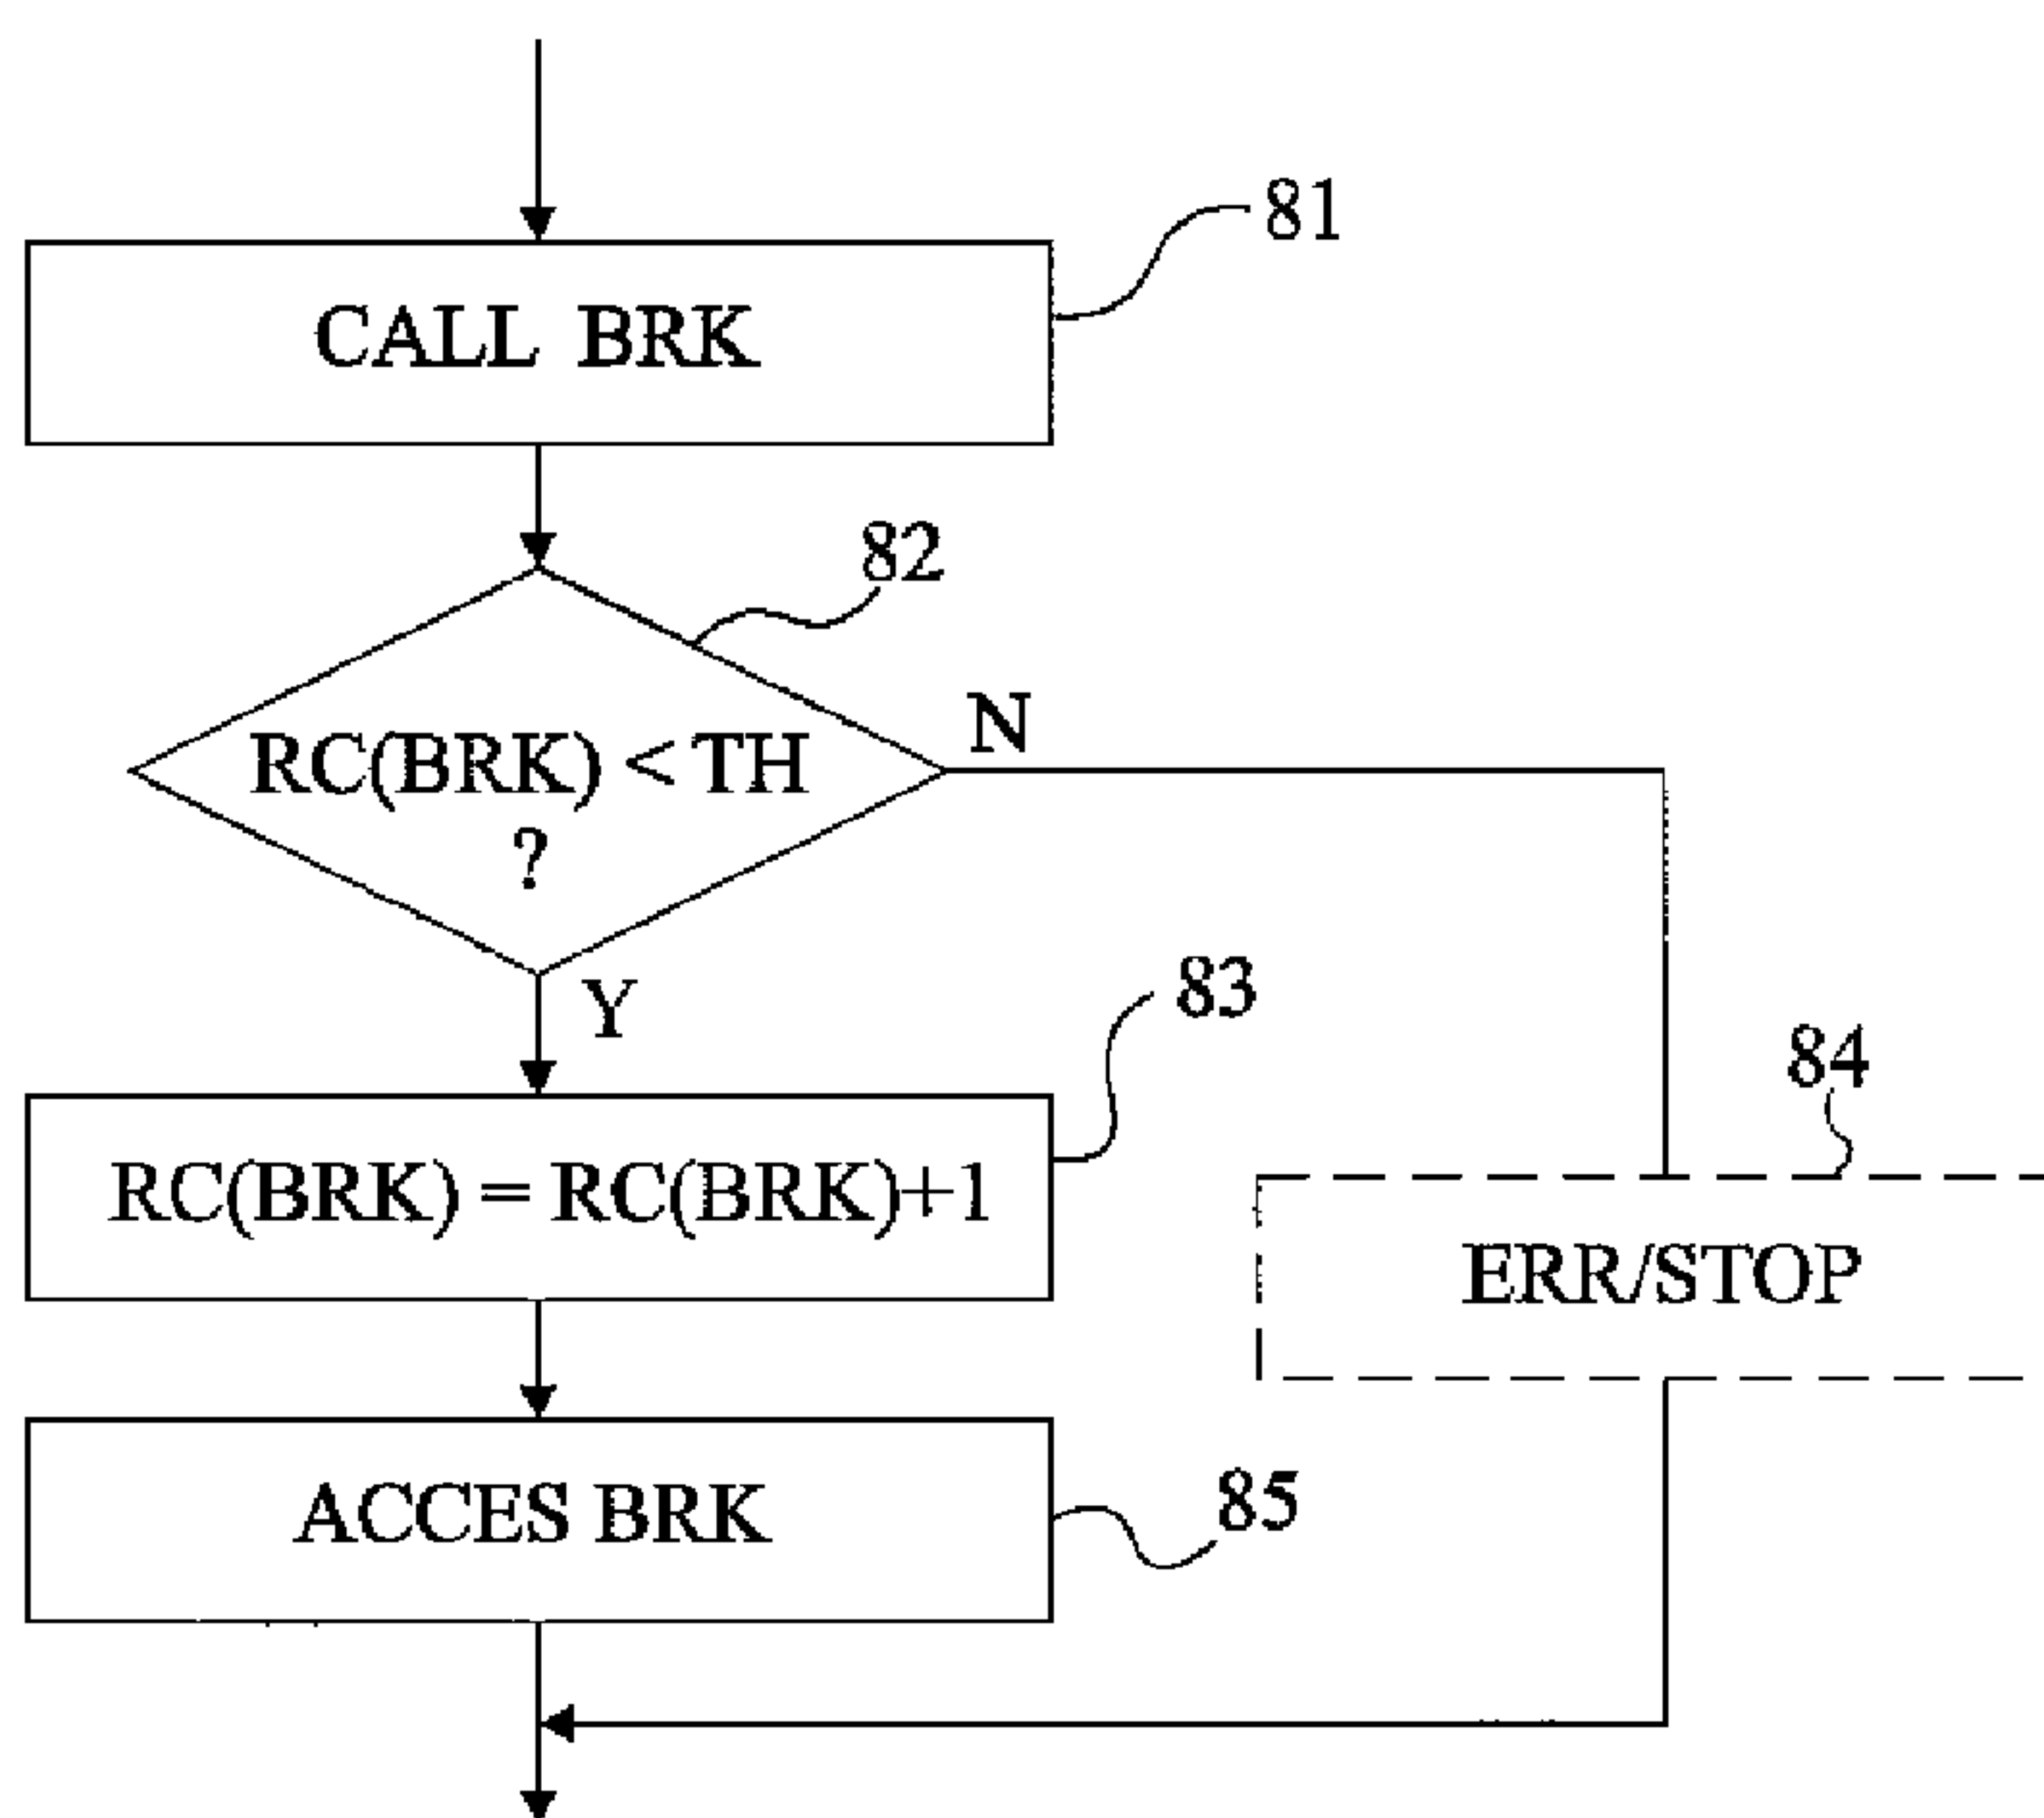 81
CALL BRK
82
N
RC(BRK) < TH
?
Y
83
RC(BRK) = RC(BRK)+1
84
ERR/STOP
ACCES BRK
85